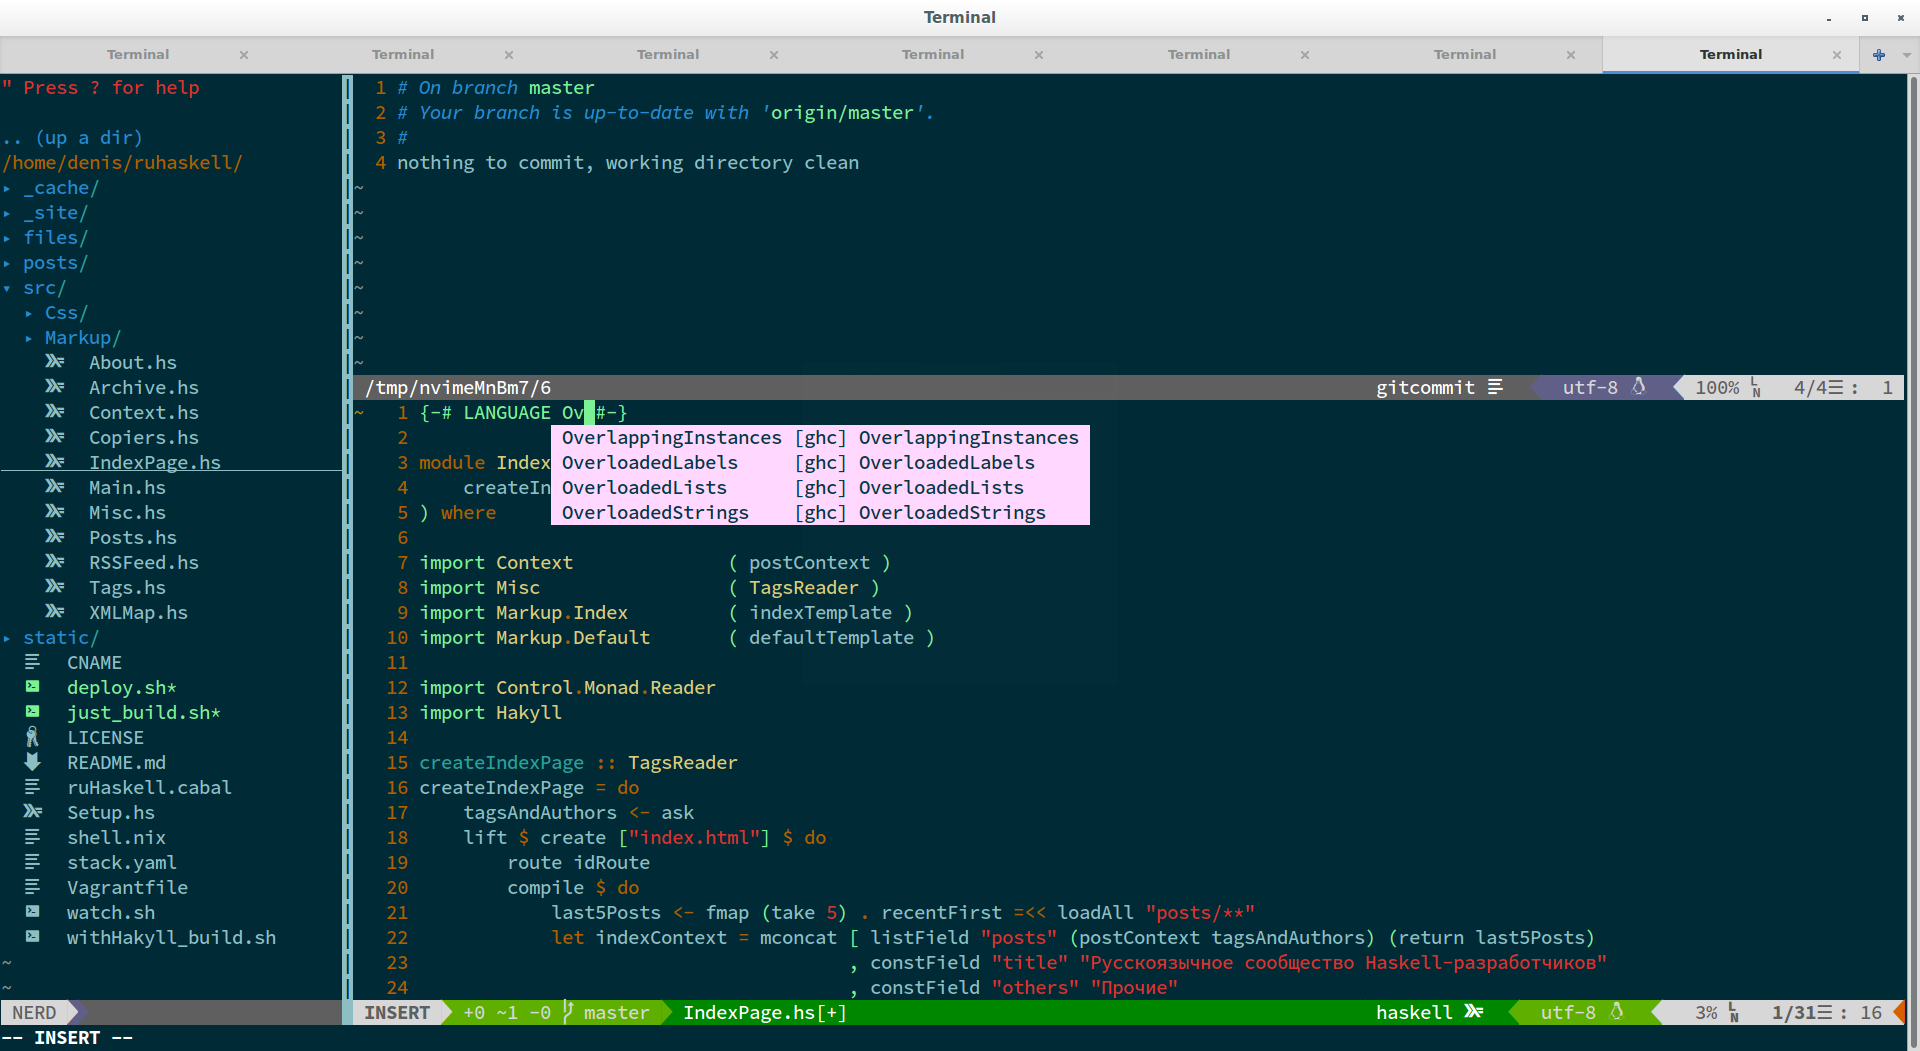 Terminal
Terminal Terminal Terminal Terminal Terminal Terminal Terminal
" Press ? for help
.. (up a dir)
/home/denis/ruhaskell/
▸ _cache/
▸ _site/
▸ files/
▸ posts/
▾ src/
▸ Css/
▸ Markup/
About.hs
Archive.hs
Context.hs
Copiers.hs
IndexPage.hs
Main.hs
Misc.hs
Posts.hs
RSSFeed.hs
Tags.hs
XMLMap.hs
▸ static/
CNAME
deploy.sh*
just_build.sh*
LICENSE
README.md
ruHaskell.cabal
Setup.hs
shell.nix
stack.yaml
Vagrantfile
watch.sh
withHakyll_build.sh
~
~
NERD
1 # On branch master
2 # Your branch is up-to-date with 'origin/master'.
3 #
4 nothing to commit, working directory clean
~
~
~
~
~
~
~
~
/tmp/nvimeMnBm7/6 gitcommit utf-8 100% LN 4/4☰ : 1
~ 1 {-# LANGUAGE Ov #-}
2
OverlappingInstances [ghc] OverlappingInstances
3 module Index
OverloadedLabels [ghc] OverloadedLabels
4 createIn
OverloadedLists [ghc] OverloadedLists
5 ) where
OverloadedStrings [ghc] OverloadedStrings
6
7 import Context ( postContext )
8 import Misc ( TagsReader )
9 import Markup.Index ( indexTemplate )
10 import Markup.Default ( defaultTemplate )
11
12 import Control.Monad.Reader
13 import Hakyll
14
15 createIndexPage :: TagsReader
16 createIndexPage = do
17 tagsAndAuthors <- ask
18 lift $ create ["index.html"] $ do
19 route idRoute
20 compile $ do
21 last5Posts <- fmap (take 5) . recentFirst =<< loadAll "posts/**"
22 let indexContext = mconcat [ listField "posts" (postContext tagsAndAuthors) (return last5Posts)
23 , constField "title" "Русскоязычное сообщество Haskell-разработчиков"
24 , constField "others" "Прочие"
INSERT +0 ~1 -0 master IndexPage.hs[+] haskell utf-8 3% LN 1/31☰ : 16
-- INSERT --